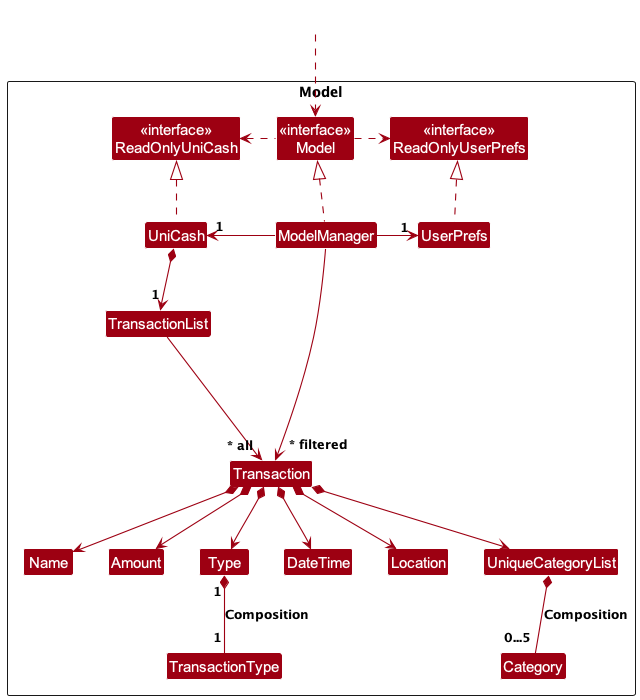 Model
«interface»
ReadOnlyUniCash
«interface»
Model
«interface»
ReadOnlyUserPrefs
UniCash
1
ModelManager
1
UserPrefs
1
TransactionList
* all
* filtered
Transaction
Name
Amount
Type
DateTime
Location
UniqueCategoryList
1
Composition
1
Composition
0...5
TransactionType
Category